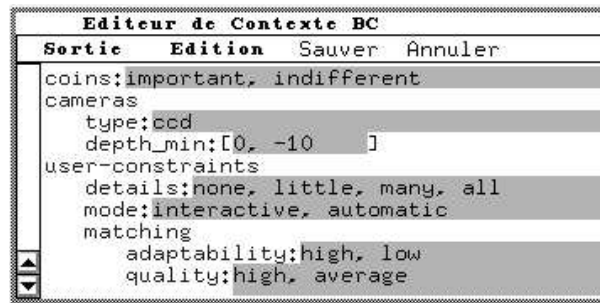 Editeur de Contexte BC
Sortie Edition Sauver Annuler
coins:important, indifferent
cameras
type:ccd
depth_min:[0, -10 ]
user-constraints
details:none, little, many, all
mode:interactive, automatic
matching
adaptability:high, low
quality:high, average